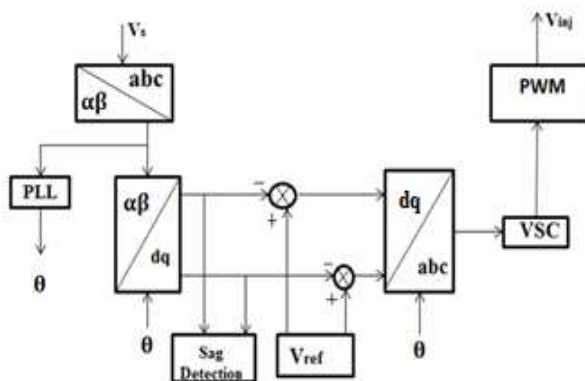 Vs
Vinj
abc
αβ
PWM
PLL
αβ
dq
dq
abc
−
+
−
+
VSC
θ
θ
Sag
Detection
Vref
θ